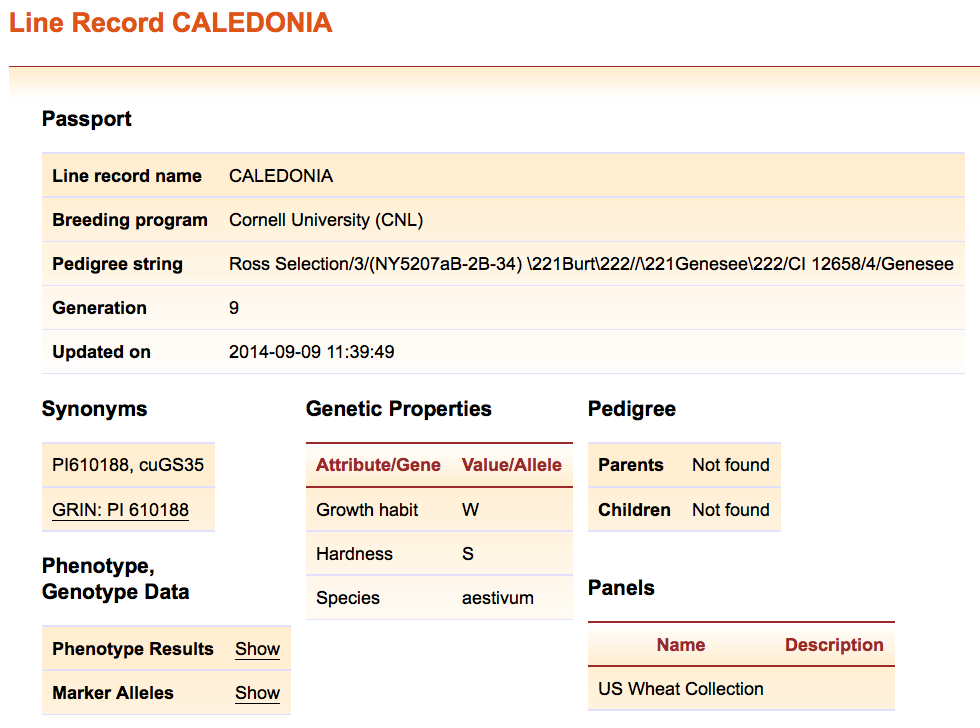 Line Record CALEDONIA
Passport
Line record name CALEDONIA
Breeding program Cornell University (CNL)
Pedigree string Ross Selection/3/(NY5207aB-2B-34) \221Burt\222//\221Genesee\222/CI 12658/4/Genesee
Generation 9
Updated on 2014-09-09 11:39:49
Synonyms
PI610188, cuGS35
GRIN: PI 610188
Phenotype,
Genotype Data
Phenotype Results Show
Marker Alleles Show
Genetic Properties
Attribute/Gene Value/Allele
Growth habit W
Hardness S
Species aestivum
Pedigree
Parents Not found
Children Not found
Panels
Name Description
US Wheat Collection